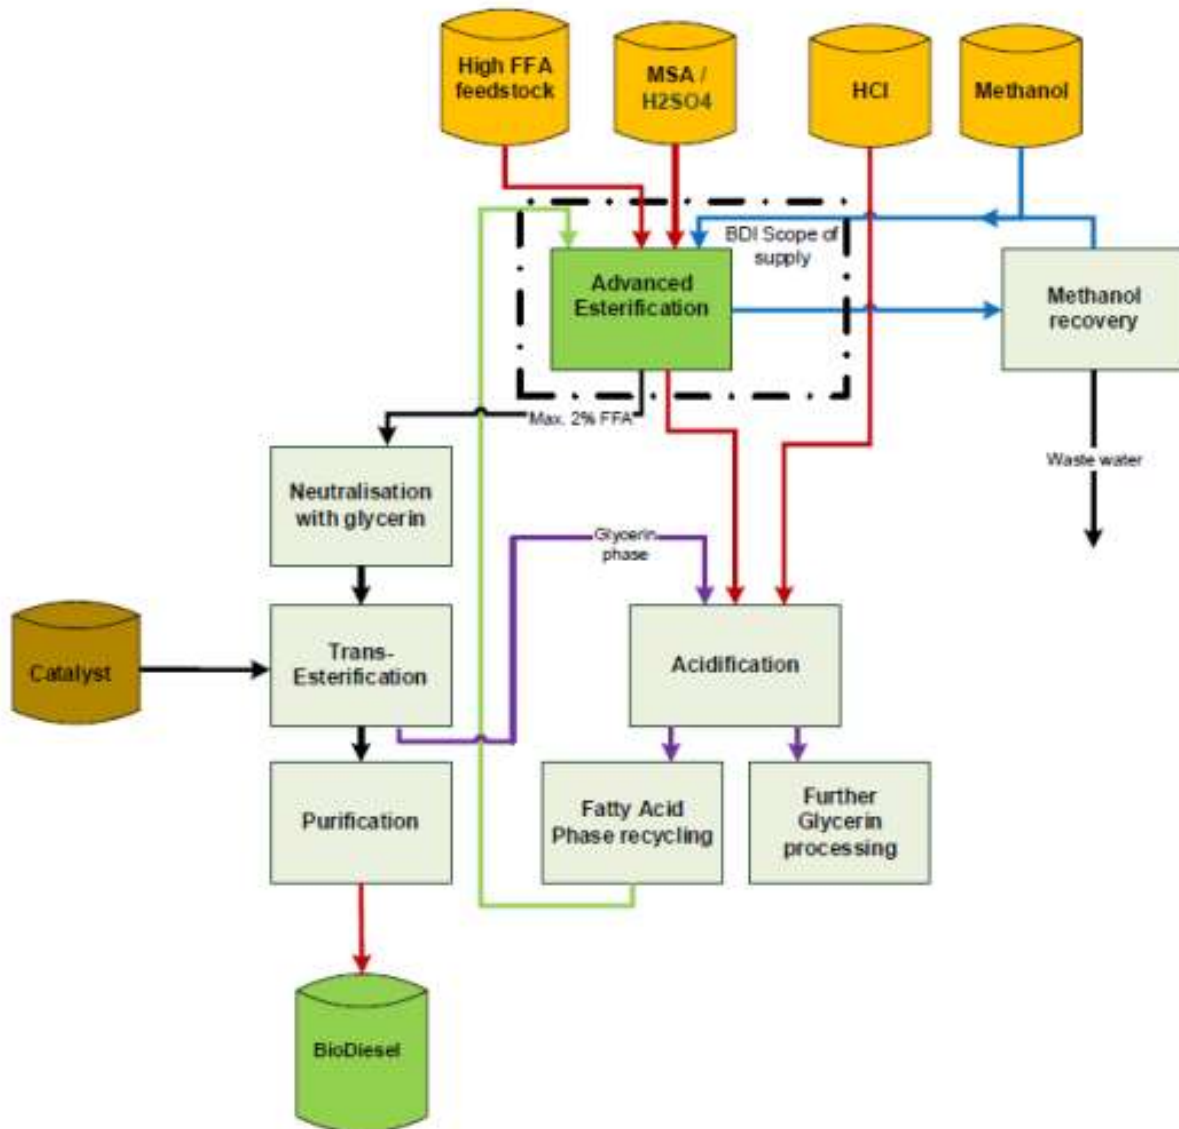 High FFA
feedstock
MSA /
H2SO4
HCl
Methanol
BDI Scope of
supply
Advanced
Esterification
Methanol
recovery
Max. 2% FFA
Waste water
Neutralisation
with glycerin
Glycerin
phase
Catalyst
Trans-
Esterification
Acidification
Purification
Fatty Acid
Phase recycling
Further
Glycerin
processing
BioDiesel